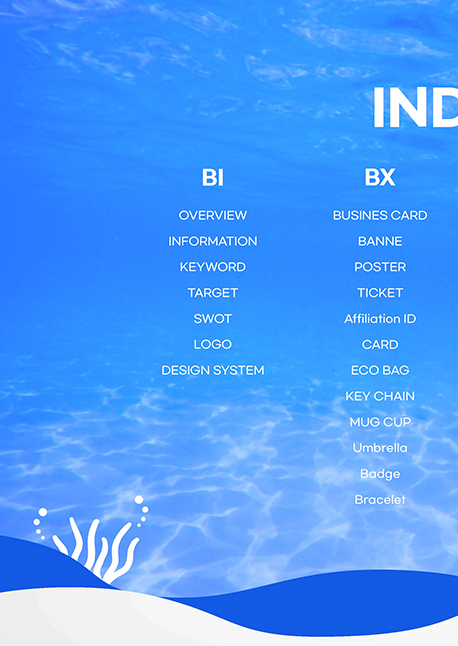 IND
BI
OVERVIEW
INFORMATION
KEYWORD
TARGET
SWOT
LOGO
DESIGN SYSTEM
BX
BUSINES CARD
BANNE
POSTER
TICKET
Affiliation ID
CARD
ECO BAG
KEY CHAIN
MUG CUP
Umbrella
Badge
Bracelet